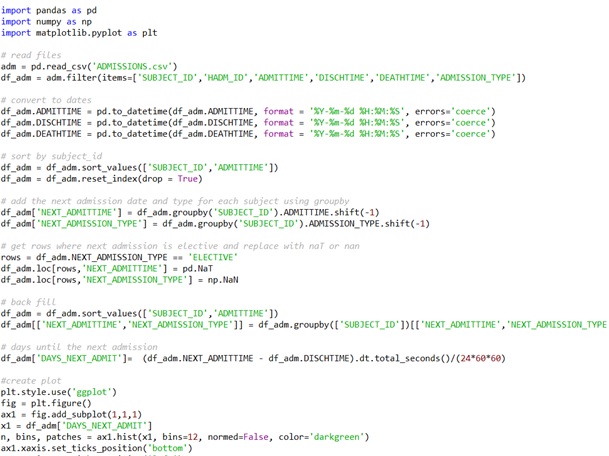 import pandas as pd
import numpy as np
import matplotlib.pyplot as plt
# read files
adm = pd.read_csv('ADMISSIONS.csv')
df_adm = adm.filter(items=['SUBJECT_ID','HADM_ID','ADMITTIME','DISCHTIME','DEATHTIME','ADMISSION_TYPE'])
# convert to dates
df_adm.ADMITTIME = pd.to_datetime(df_adm.ADMITTIME, format = '%Y-%m-%d %H:%M:%S', errors='coerce')
df_adm.DISCHTIME = pd.to_datetime(df_adm.DISCHTIME, format = '%Y-%m-%d %H:%M:%S', errors='coerce')
df_adm.DEATHTIME = pd.to_datetime(df_adm.DEATHTIME, format = '%Y-%m-%d %H:%M:%S', errors='coerce')
# sort by subject_id
df_adm = df_adm.sort_values(['SUBJECT_ID','ADMITTIME'])
df_adm = df_adm.reset_index(drop = True)
# add the next admission date and type for each subject using groupby
df_adm['NEXT_ADMITTIME'] = df_adm.groupby('SUBJECT_ID').ADMITTIME.shift(-1)
df_adm['NEXT_ADMISSION_TYPE'] = df_adm.groupby('SUBJECT_ID').ADMISSION_TYPE.shift(-1)
# get rows where next admission is elective and replace with naT or nan
rows = df_adm.NEXT_ADMISSION_TYPE == 'ELECTIVE'
df_adm.loc[rows,'NEXT_ADMITTIME'] = pd.NaT
df_adm.loc[rows,'NEXT_ADMISSION_TYPE'] = np.NaN
# back fill
df_adm = df_adm.sort_values(['SUBJECT_ID','ADMITTIME'])
df_adm[['NEXT_ADMITTIME','NEXT_ADMISSION_TYPE']] = df_adm.groupby(['SUBJECT_ID'])[['NEXT_ADMITTIME','NEXT_ADMISSION_TYPE
# days until the next admission
df_adm['DAYS_NEXT_ADMIT']=  (df_adm.NEXT_ADMITTIME - df_adm.DISCHTIME).dt.total_seconds()/(24*60*60)
#create plot
plt.style.use('ggplot')
fig = plt.figure()
ax1 = fig.add_subplot(1,1,1)
x1 = df_adm['DAYS_NEXT_ADMIT']
n, bins, patches = ax1.hist(x1, bins=12, normed=False, color='darkgreen')
ax1.xaxis.set_ticks_position('bottom')